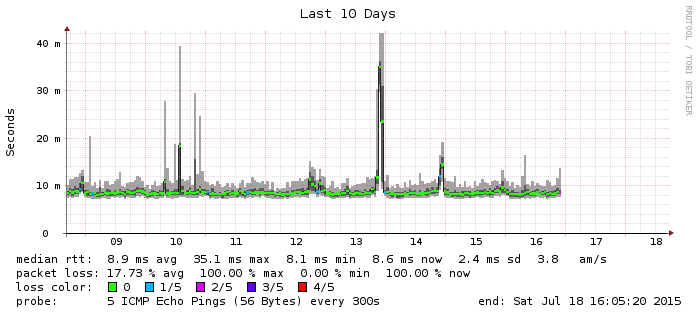 Last 10 Days
RRDTOOL / TOBI OETIKER
Seconds
40 m
30 m
20 m
10 m
0
09 10 11 12 13 14 15 16 17 18
median rtt: 8.9 ms avg 35.1 ms max 8.1 ms min 8.6 ms now 2.4 ms sd 3.8 am/s
packet loss: 17.73 % avg 100.00 % max 0.00 % min 100.00 % now
loss color: 0 1/5 2/5 3/5 4/5
probe: 5 ICMP Echo Pings (56 Bytes) every 300s end: Sat Jul 18 16:05:20 2015